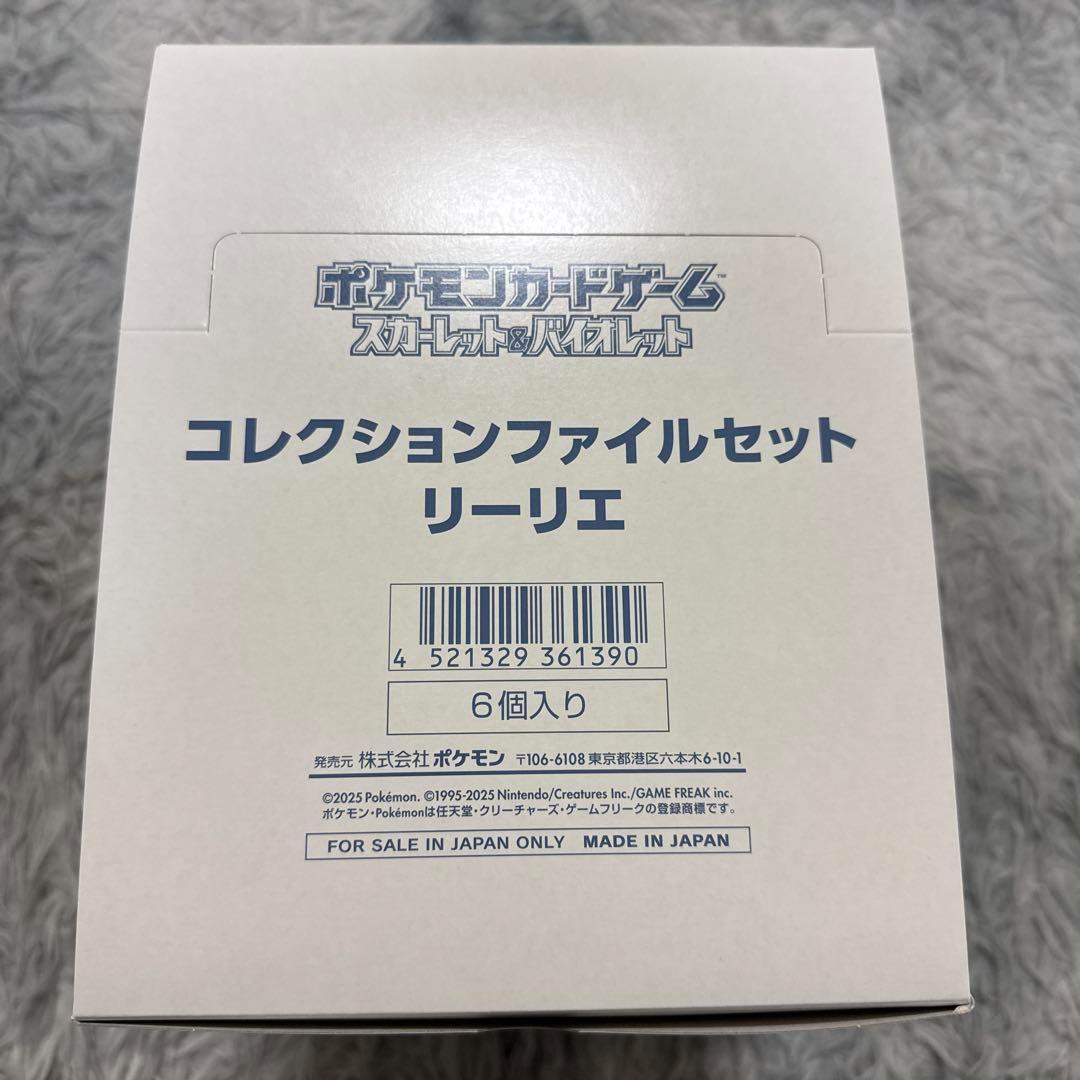 ポケモンカードゲーム™
スカーレット&バイオレット
コレクションファイルセット
リーリエ
4 521329 361390
6個入り
発売元 株式会社 ポケモン 〒106-6108 東京都港区六本木6-10-1
©2025 Pokémon. ©1995-2025 Nintendo/Creatures Inc./GAME FREAK inc.
ポケモン・Pokémonは任天堂・クリーチャーズ・ゲームフリークの登録商標です。
FOR SALE IN JAPAN ONLY MADE IN JAPAN